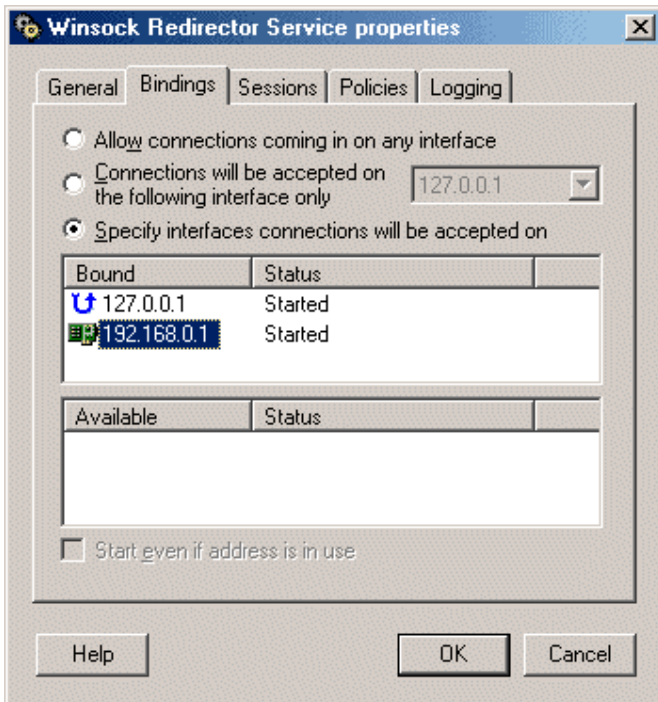 Winsock Redirector Service properties
General Bindings Sessions Policies Logging
Allow connections coming in on any interface
Connections will be accepted on
the following interface only
127.0.0.1
Specify interfaces connections will be accepted on
Bound Status
127.0.0.1 Started
192.168.0.1 Started
Available Status
Start even if address is in use
Help OK Cancel